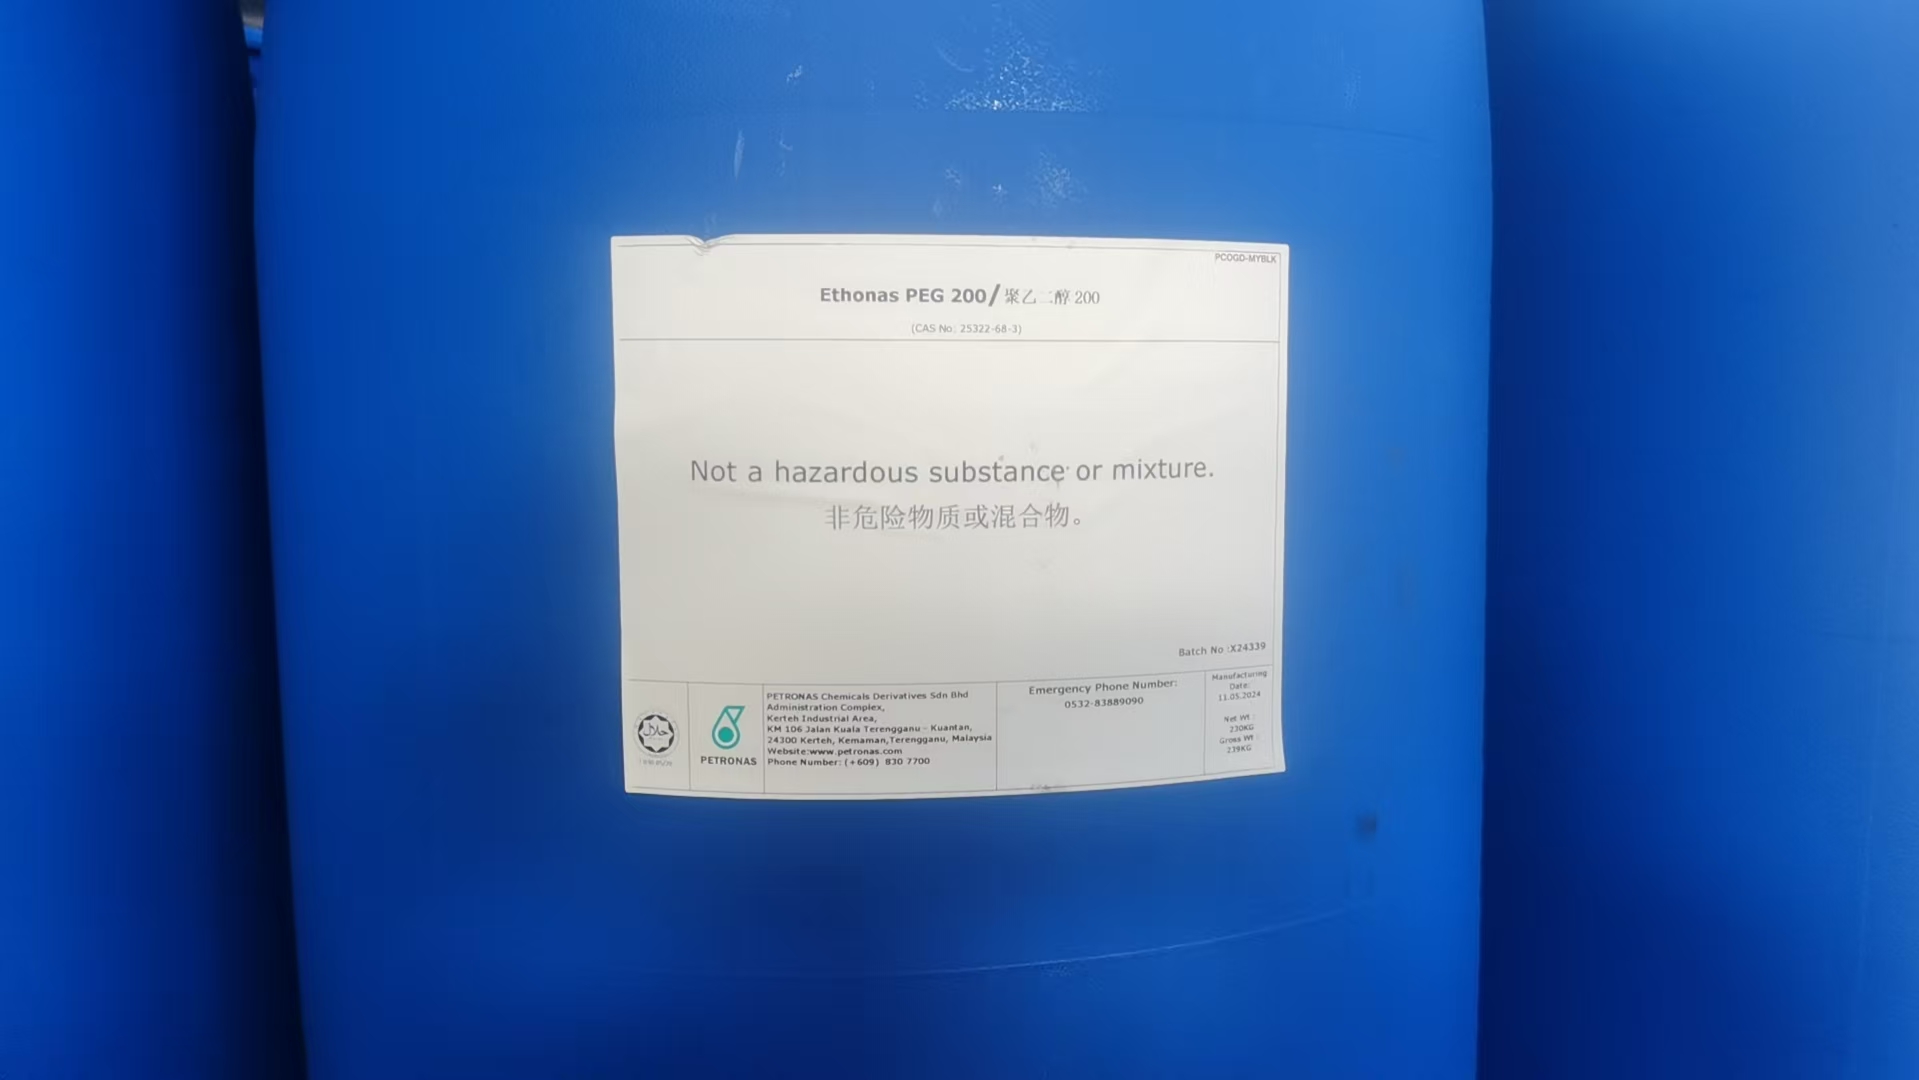 PCOGD-MYBLK
Ethonas PEG 200/聚乙二醇 200
(CAS No: 25322-68-3)
Not a hazardous substance or mixture.
非危险物质或混合物。
Batch No :X24339
حلال
PETRONAS
PETRONAS Chemicals Derivatives Sdn Bhd
Administration Complex,
Kerteh Industrial Area,
KM 106 Jalan Kuala Terengganu - Kuantan,
24300 Kerteh, Kemaman,Terengganu, Malaysia
Website:www.petronas.com
Phone Number: (+609) 830 7700
Emergency Phone Number:
0532-83889090
Manufacturing
Date:
11.05.2024
Net Wt :
230KG
Gross Wt :
239KG